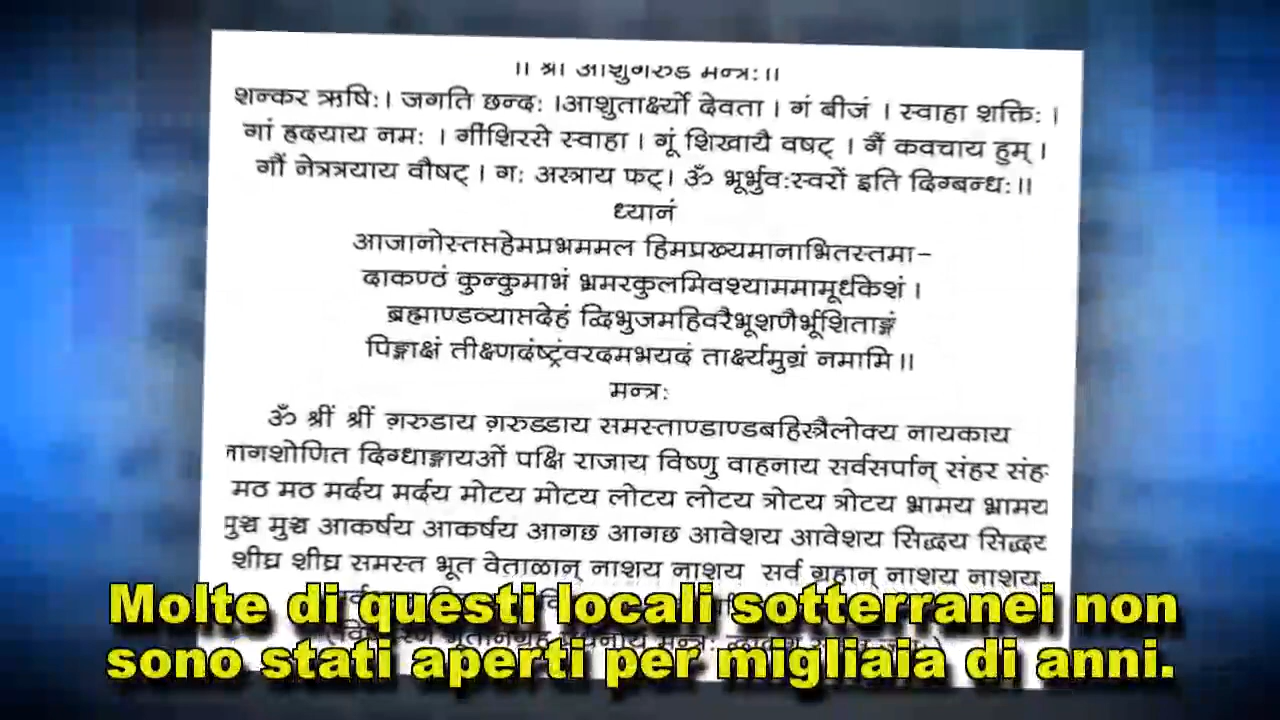 ।। श्री आशुगरुड मन्त्रः।।
शन्कर ऋषिः। जगति छन्दः ।आशुतार्क्ष्यो देवता । गं बीजं । स्वाहा शक्तिः ।
गां ह्रदयाय नमः । गीं‌शिरसे स्वाहा । गूं शिखायै वषट् । गैं कवचाय हुम् ।
गौं नेत्रत्रयाय वौषट् । गः अस्त्राय फट्। ॐ भूर्भुवःस्वरों इति दिग्बन्धः।।
ध्यानं
आजानोस्तप्तहेमप्रभममल हिमप्रख्यमानाभितस्तमा–
दाकण्ठं कुन्कुमाभं भ्रमरकुलमिवश्याममामूर्धकेशं ।
ब्रह्माण्डव्याप्तदेहं द्विभुजमहिवरैभूशणैर्भूशिताङ्गं
पिङ्गाक्षं तीक्ष्णदंष्ट्रंवरदमभयदं तार्क्ष्यमुग्रं नमामि।।
मन्त्रः
ॐ श्रीं श्रीं ग़रुडाय ग़रुड्डाय समस्ताण्डाण्डबहिस्त्रैलोक्य नायकाय
नागशोणित दिग्धाङ्गायओं पक्षि राजाय विष्णु वाहनाय सर्वसर्पान् संहर संह
मठ मठ मर्दय मर्दय मोटय मोटय लोटय लोटय त्रोटय त्रोटय भ्रामय भ्रामय
मुञ्च मुञ्च आकर्षय आकर्षय आगछ आगछ आवेशय आवेशय सिद्धय सिद्धय
शीघ्र शीघ्र समस्त भूत वेताळान् नाशय नाशय सर्व ग्रहान् नाशय नाशय
Molte di questi locali sotterranei non
sono stati aperti per migliaia di anni.